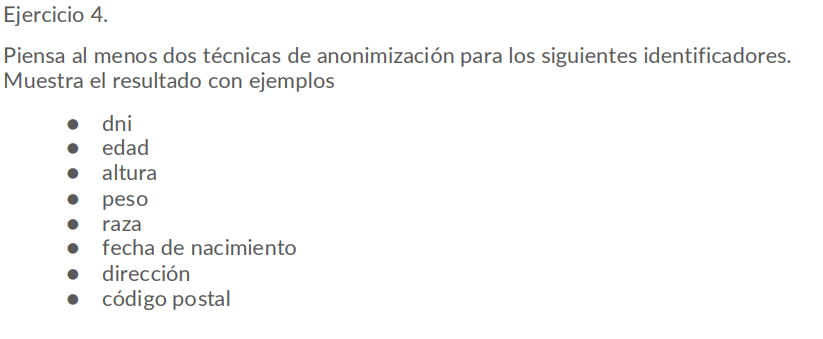 Ejercicio 4.
Piensa al menos dos técnicas de anonimización para los siguientes identificadores.
Muestra el resultado con ejemplos
● dni
● edad
● altura
● peso
● raza
● fecha de nacimiento
● dirección
● código postal